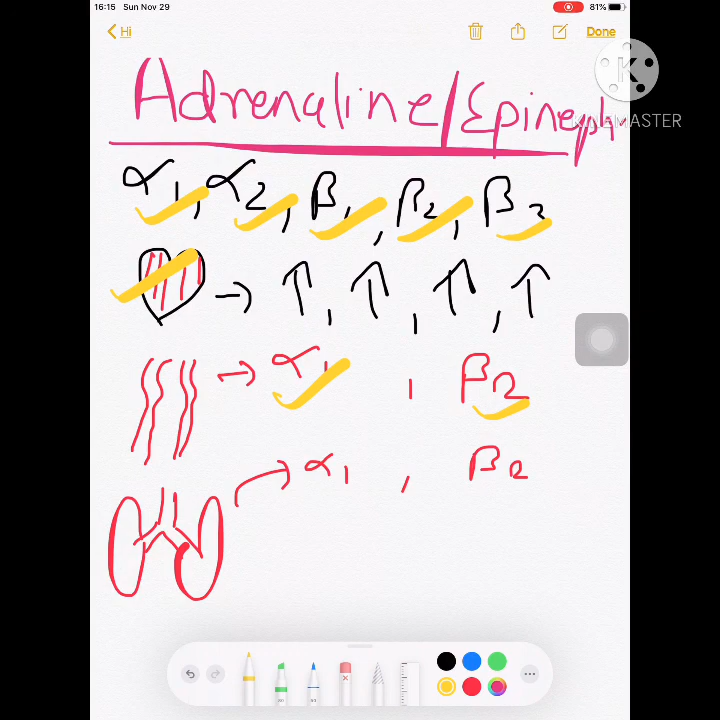 16:15 Sun Nov 29 81%
Hi Done
KINEMASTER
Adrenaline/Epineph
α1, α2, β1, β2, β3
→ ↑, ↑, ↑, ↑
→ α1, β2
→ α1, β2